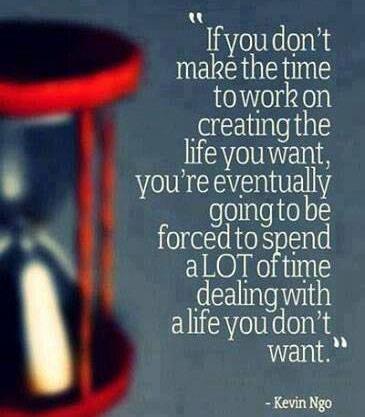 "If you don't
make the time
to work on
creating the
life you want,
you're eventually
going to be
forced to spend
a LOT of time
dealing with
a life you don't
want."
- Kevin Ngo